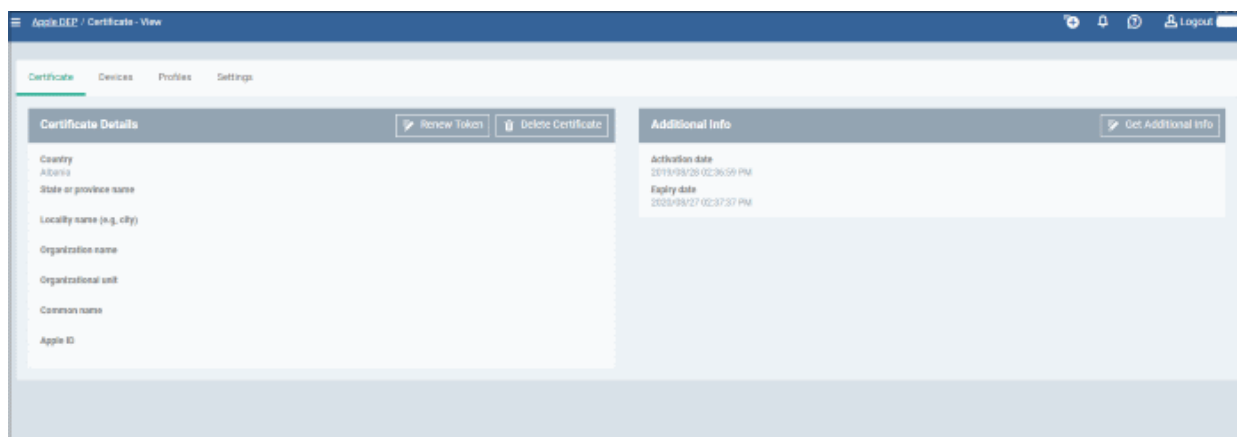 Apple DEP / Certificate - View
Logout
Certificate Devices Profiles Settings
Certificate Details
Renew Token
Delete Certificate
Country
Albania
State or province name
Locality name (e.g, city)
Organization name
Organizational unit
Common name
Apple ID
Additional Info
Get Additional Info
Activation date
2019/08/28 02:36:59 PM
Expiry date
2020/08/27 02:37:37 PM